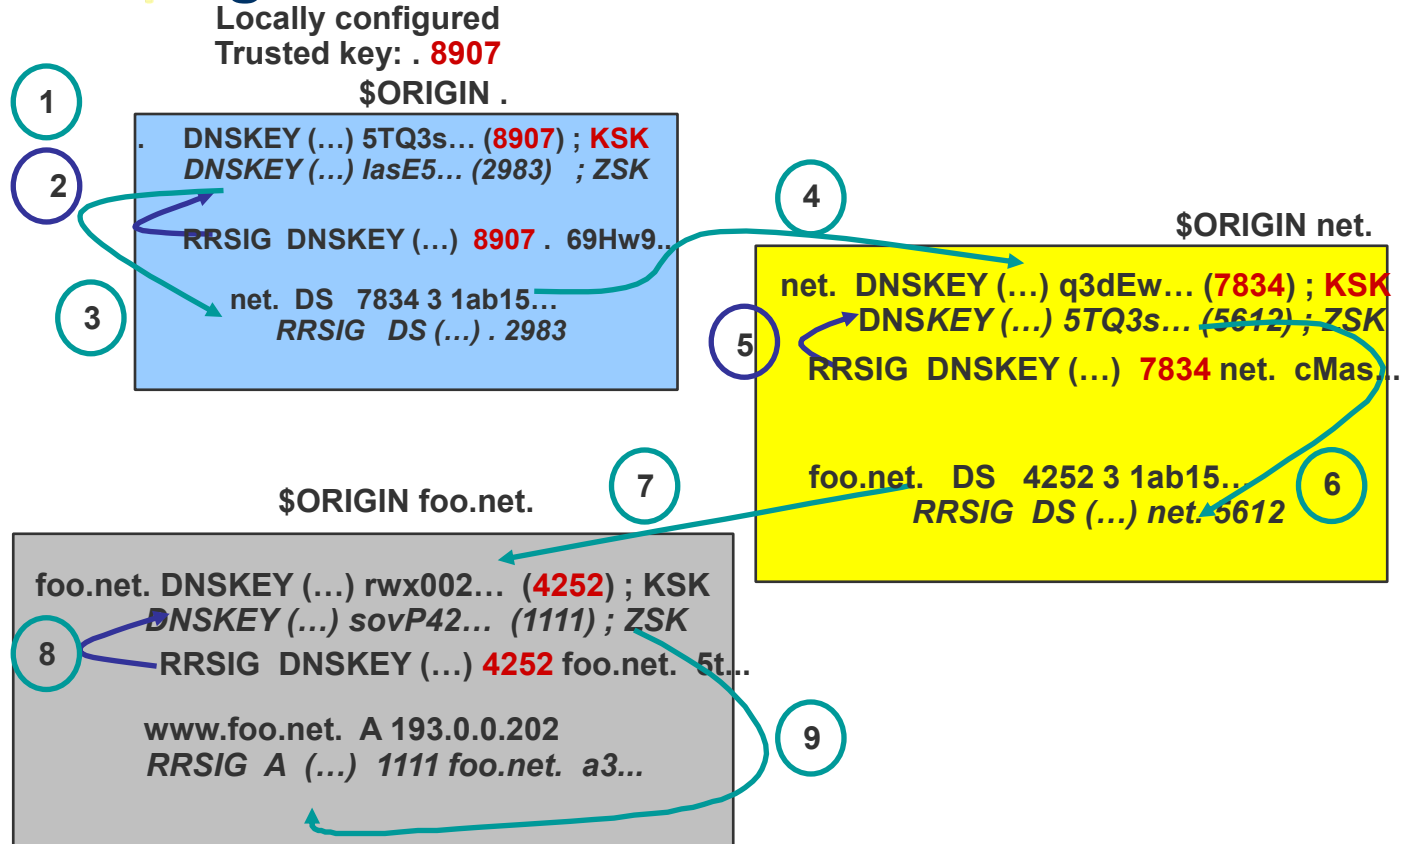 Locally configured
Trusted key: . 8907
$ORIGIN .
1
. DNSKEY (…) 5TQ3s… (8907) ; KSK
DNSKEY (…) lasE5… (2983) ; ZSK
2
RRSIG DNSKEY (…) 8907 . 69Hw9..
net. DS 7834 3 1ab15…
3
RRSIG DS (…) . 2983
4
$ORIGIN net.
net. DNSKEY (…) q3dEw… (7834) ; KSK
DNSKEY (…) 5TQ3s… (5612) ; ZSK
5
RRSIG DNSKEY (…) 7834 net. cMas…
foo.net. DS 4252 3 1ab15…
6
RRSIG DS (…) net. 5612
7
$ORIGIN foo.net.
foo.net. DNSKEY (…) rwx002… (4252) ; KSK
DNSKEY (…) sovP42… (1111) ; ZSK
8
RRSIG DNSKEY (…) 4252 foo.net. 5t...
www.foo.net. A 193.0.0.202
RRSIG A (…) 1111 foo.net. a3...
9